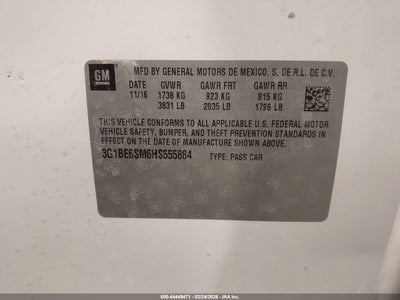 GM
MFD BY GENERAL MOTORS DE MEXICO, S. DE R.L. DE C.V.
DATE GVWR GAWR FRT GAWR RR
11/16 1738 KG 923 KG 815 KG
3831 LB 2035 LB 1796 LB
THIS VEHICLE CONFORMS TO ALL APPLICABLE U.S. FEDERAL MOTOR
VEHICLE SAFETY, BUMPER, AND THEFT PREVENTION STANDARDS IN
EFFECT ON THE DATE OF MANUFACTURE SHOWN ABOVE.
3G1BE6SM6HS555884 TYPE: PASS CAR
000-44449471 - 02/24/2026 - IAA Inc.